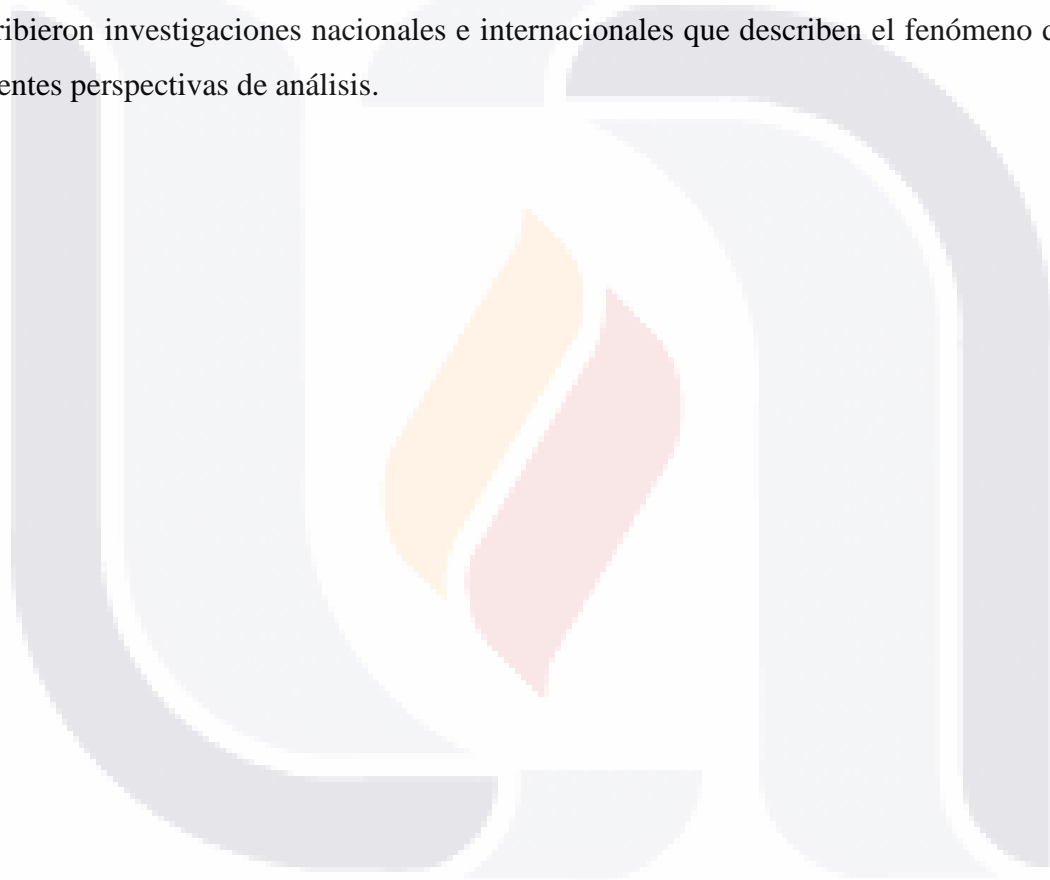 ribieron investigaciones nacionales e internacionales que describen el fenómeno d
entes perspectivas de análisis.